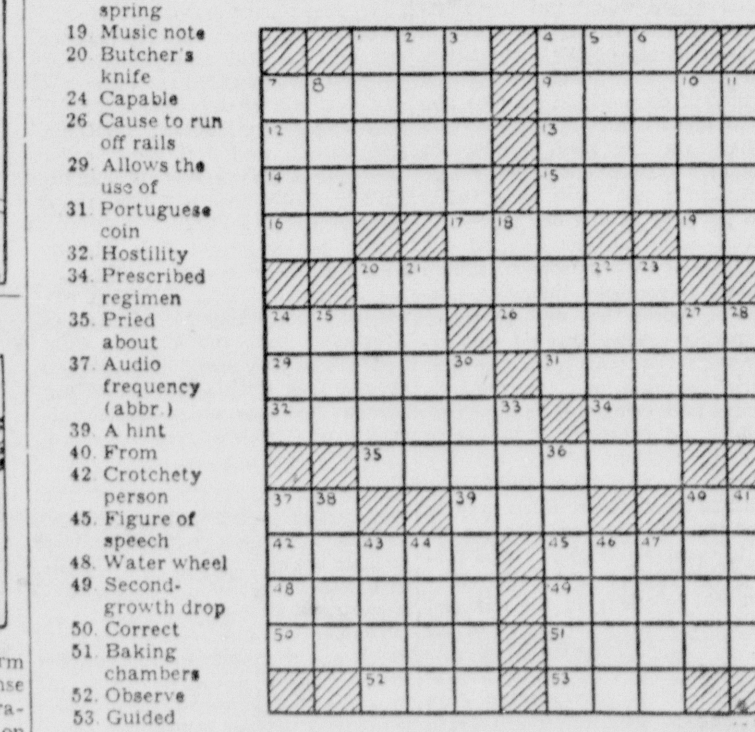 spring
19. Music note
20. Butcher's
knife
24 Capable
26 Cause to run
off rails
29. Allows the
use of
31. Portuguese
coin
32. Hostility
34. Prescribed
regimen
35. Pried
about
37. Audio
frequency
(abbr.)
39. A hint
40. From
42 Crotchety
person
45. Figure of
speech
48. Water wheel
49 Second-
growth drop
50. Correct
51. Baking
chambers
52. Observe
53. Guided
rm
nse
ra-
on
1 2 3 4 5 6
7 8 9 10 11
12 13
14 15
16 17 18 19
20 21 22 23
24 25 26 27 28
29 30 31
32 33 34
35 36
37 38 39 40 41
42 43 44 45 46 47
48 49
50 51
52 53